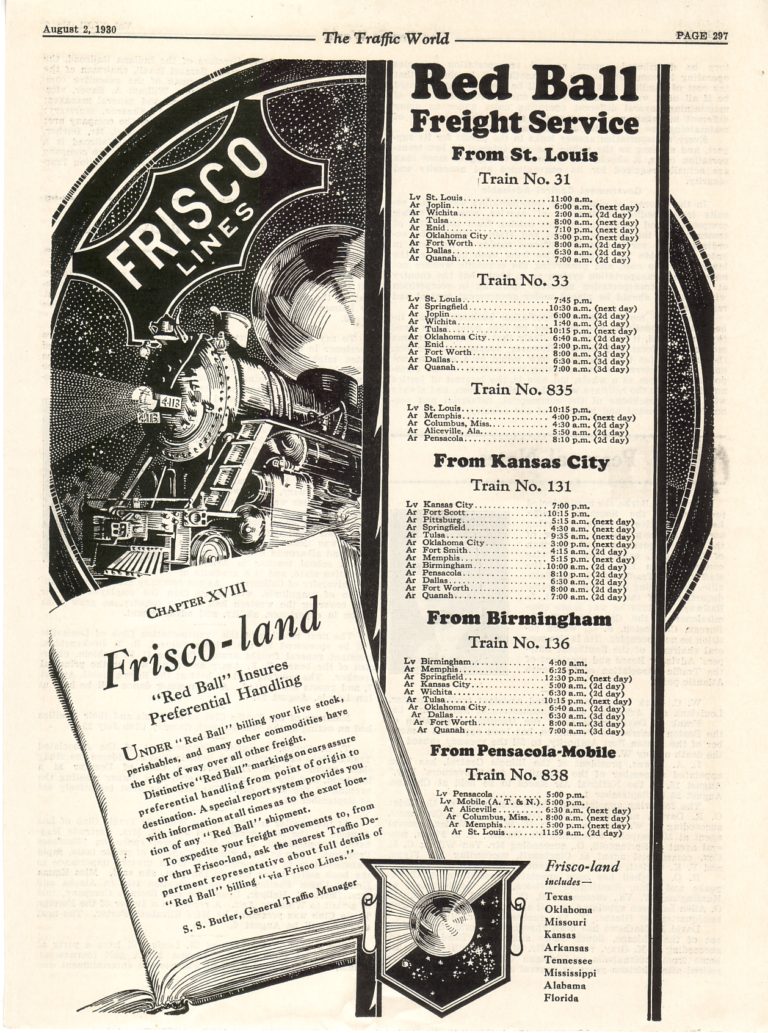 August 2, 1930
The Traffic World
PAGE 297
FRISCO
LINES
4113
4113
Red Ball
Freight Service
From St. Louis
Train No. 31
Lv St. Louis....................11:00 a.m.
Ar Joplin........................ 6:00 a.m. (next day)
Ar Wichita..................... 2:00 a.m. (2d day)
Ar Tulsa......................... 8:00 a.m. (next day)
Ar Enid.......................... 7:10 p.m. (next day)
Ar Oklahoma City............ 3:00 p.m. (next day)
Ar Fort Worth................. 8:00 a.m. (2d day)
Ar Dallas........................ 6:30 a.m. (2d day)
Ar Quanah...................... 7:00 a.m. (2d day)
Train No. 33
Lv St. Louis.................... 7:45 p.m.
Ar Springfield..................10:30 a.m. (next day)
Ar Joplin........................ 6:00 a.m. (2d day)
Ar Wichita...................... 1:40 a.m. (3d day)
Ar Tulsa.........................10:15 p.m. (next day)
Ar Oklahoma City............ 6:40 a.m. (2d day)
Ar Enid.......................... 2:00 p.m. (2d day)
Ar Fort Worth................. 8:00 a.m. (3d day)
Ar Dallas........................ 6:30 a.m. (3d day)
Ar Quanah...................... 7:00 a.m. (3d day)
Train No. 835
Lv St. Louis....................10:15 p.m.
Ar Memphis.................... 4:00 p.m. (next day)
Ar Columbus, Miss........... 4:30 a.m. (2d day)
Ar Aliceville, Ala.............. 5:50 a.m. (2d day)
Ar Pensacola................... 8:10 p.m. (2d day)
From Kansas City
Train No. 131
Lv Kansas City................ 7:00 p.m.
Ar Fort Scott...................10:15 p.m.
Ar Pittsburg.................... 5:15 a.m. (next day)
Ar Springfield.................. 4:30 a.m. (next day)
Ar Tulsa......................... 9:35 a.m. (next day)
Ar Oklahoma City............ 3:00 p.m. (next day)
Ar Fort Smith.................. 4:15 a.m. (2d day)
Ar Memphis.................... 5:15 p.m. (next day)
Ar Birmingham................10:00 a.m. (2d day)
Ar Pensacola................... 8:10 p.m. (2d day)
Ar Dallas........................ 6:30 a.m. (2d day)
Ar Fort Worth................. 8:00 a.m. (2d day)
Ar Quanah...................... 7:00 a.m. (2d day)
From Birmingham
Train No. 136
Lv Birmingham................ 4:00 a.m.
Ar Memphis.................... 6:25 p.m.
Ar Springfield..................12:30 p.m. (next day)
Ar Kansas City................ 5:00 a.m. (2d day)
Ar Wichita...................... 6:30 a.m. (2d day)
Ar Tulsa.........................10:15 p.m. (next day)
Ar Oklahoma City............ 6:40 a.m. (2d day)
Ar Dallas........................ 6:30 a.m. (3d day)
Ar Fort Worth................. 8:00 a.m. (3d day)
Ar Quanah...................... 7:00 a.m. (3d day)
From Pensacola-Mobile
Train No. 838
Lv Pensacola................... 5:00 p.m.
Lv Mobile (A. T. & N.). 5:00 p.m.
Ar Aliceville.................... 6:30 a.m. (next day)
Ar Columbus, Miss.... 8:00 a.m. (next day)
Ar Memphis.................... 5:00 p.m. (next day)
Ar St. Louis....................11:59 a.m. (2d day)
CHAPTER XVIII
Frisco-land
"Red Ball" Insures
Preferential Handling
UNDER "Red Ball" billing your live stock,
perishables, and many other commodities have
the right of way over all other freight.
Distinctive "Red Ball" markings on cars assure
preferential handling from point of origin to
destination. A special report system provides you
with information at all times as to the exact loca-
tion of any "Red Ball" shipment.
To expedite your freight movements to, from
or thru Frisco-land, ask the nearest Traffic De-
partment representative about full details of
"Red Ball" billing "via Frisco Lines."
S. S. Butler, General Traffic Manager
Frisco-land
includes—
Texas
Oklahoma
Missouri
Kansas
Arkansas
Tennessee
Mississippi
Alabama
Florida